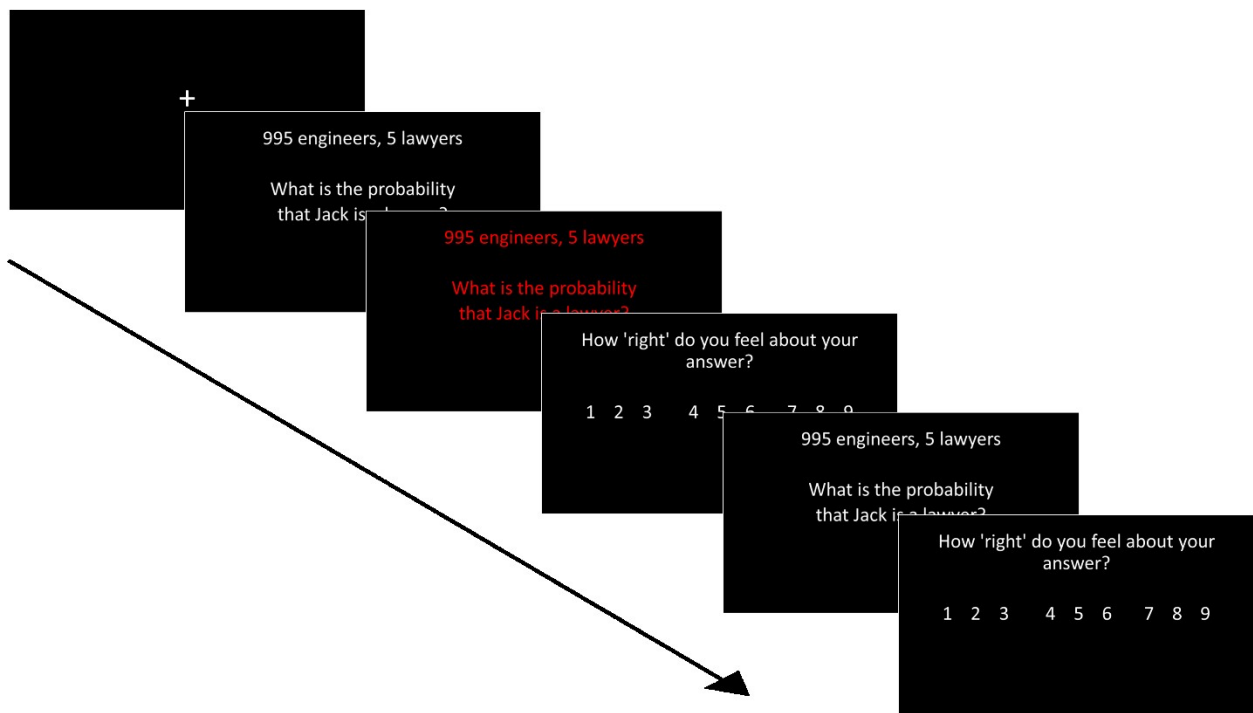 +
995 engineers, 5 lawyers
What is the probability
that Jack is a lawyer?
995 engineers, 5 lawyers
What is the probability
that Jack is a lawyer?
How 'right' do you feel about your
answer?
1 2 3 4 5 6 7 8 9
995 engineers, 5 lawyers
What is the probability
that Jack is a lawyer?
How 'right' do you feel about your
answer?
1 2 3 4 5 6 7 8 9